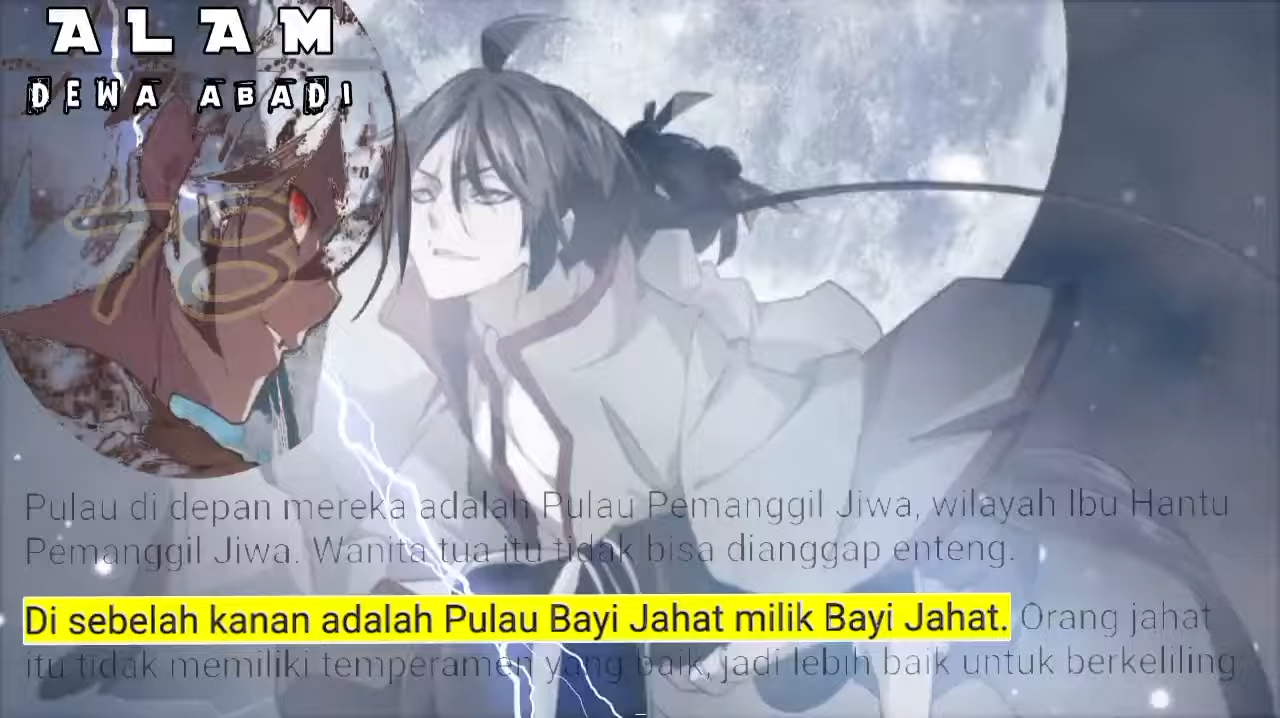 ALAM
DEWA ABADI
78
Pulau di depan mereka adalah Pulau Pemanggil Jiwa, wilayah Ibu Hantu
Pemanggil Jiwa. Wanita tua itu tidak bisa dianggap enteng.
Di sebelah kanan adalah Pulau Bayi Jahat milik Bayi Jahat. Orang jahat
itu tidak memiliki temperamen yang baik, jadi lebih baik untuk berkeliling